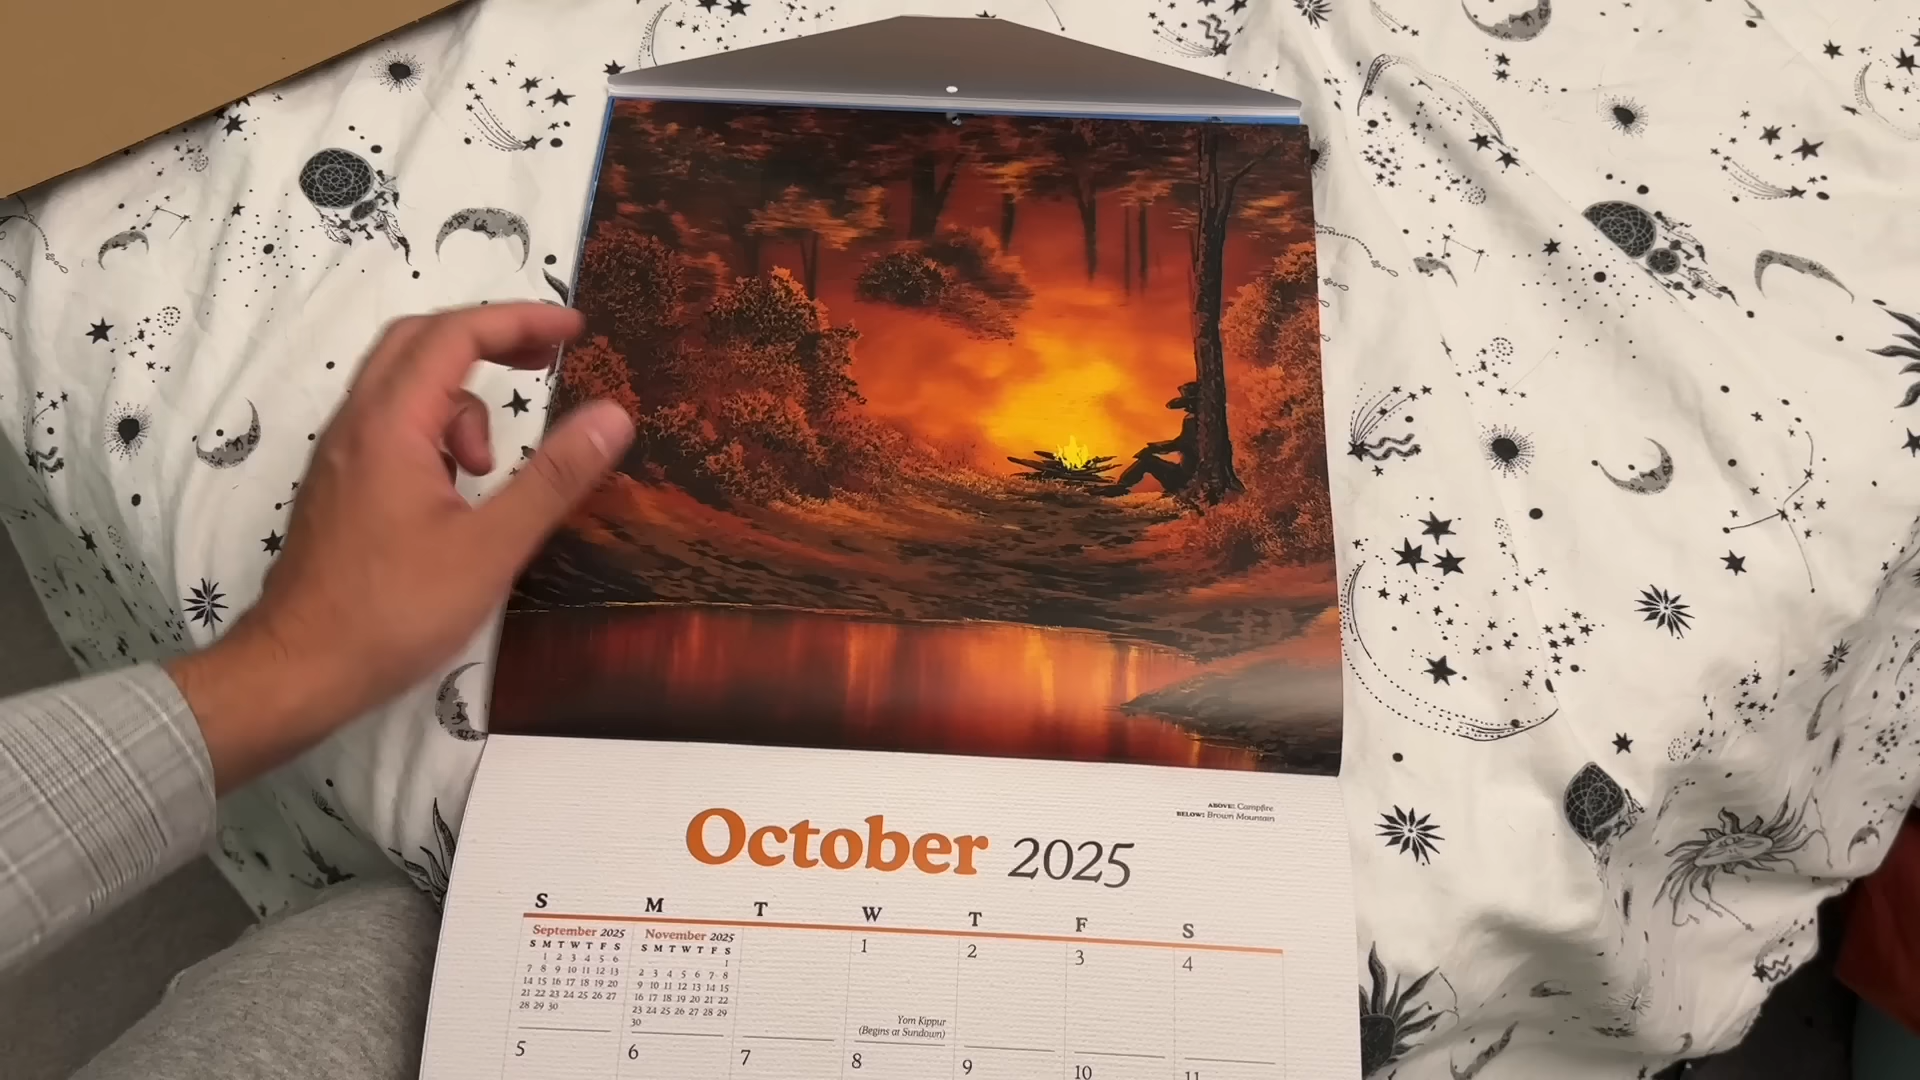 ABOVE: Campfire
BELOW: Brown Mountain
October 2025
S M T W T F S
September 2025
S M T W T F S
1 2 3 4 5 6
7 8 9 10 11 12 13
14 15 16 17 18 19 20
21 22 23 24 25 26 27
28 29 30
November 2025
S M T W T F S
1
2 3 4 5 6 7 8
9 10 11 12 13 14 15
16 17 18 19 20 21 22
23 24 25 26 27 28 29
30
1 2 3 4
Yom Kippur
(Begins at Sundown)
5 6 7 8 9 10 11